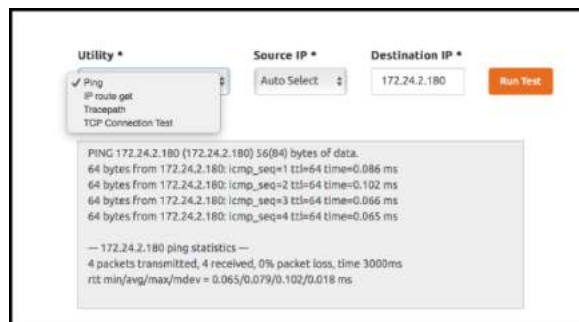 Utility *
Source IP *
Destination IP *
Ping
IP route get
Tracepath
TCP Connection Test
Auto Select
172.24.2.180
Run Test
PING 172.24.2.180 (172.24.2.180) 56(84) bytes of data.
64 bytes from 172.24.2.180: icmp_seq=1 ttl=64 time=0.086 ms
64 bytes from 172.24.2.180: icmp_seq=2 ttl=64 time=0.102 ms
64 bytes from 172.24.2.180: icmp_seq=3 ttl=64 time=0.066 ms
64 bytes from 172.24.2.180: icmp_seq=4 ttl=64 time=0.065 ms
--- 172.24.2.180 ping statistics ---
4 packets transmitted, 4 received, 0% packet loss, time 3000ms
rtt min/avg/max/mdev = 0.065/0.079/0.102/0.018 ms